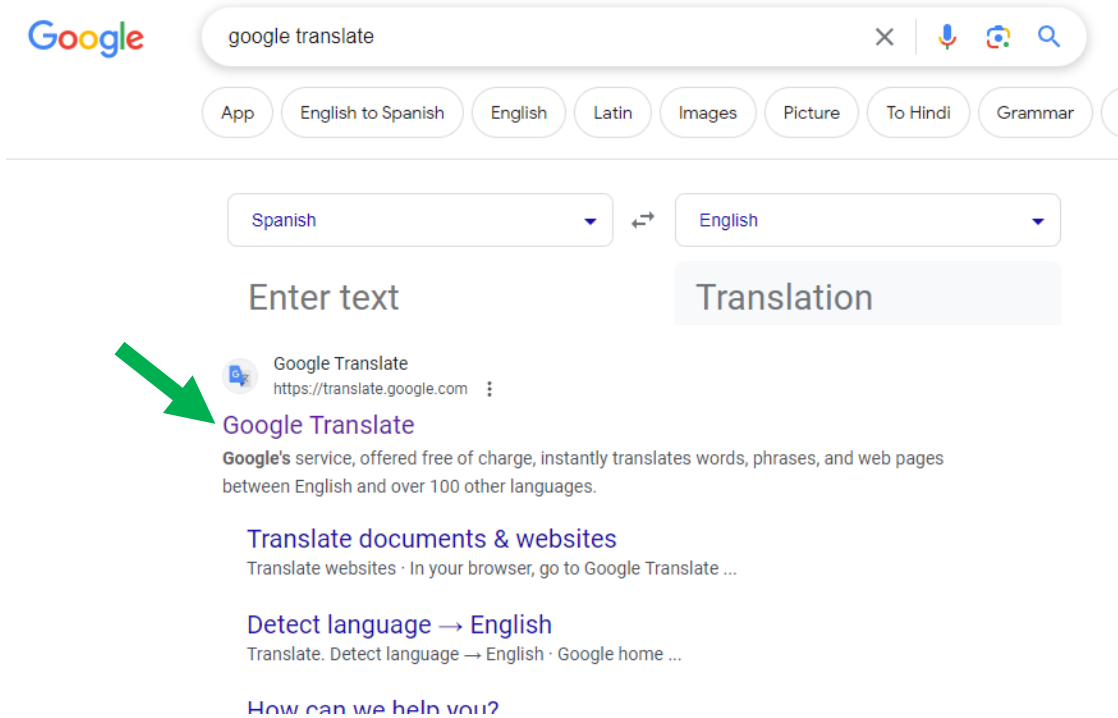 Google
google translate
App English to Spanish English Latin Images Picture To Hindi Grammar
Spanish English
Enter text Translation
Google Translate
https://translate.google.com
Google Translate
Google's service, offered free of charge, instantly translates words, phrases, and web pages
between English and over 100 other languages.
Translate documents & websites
Translate websites · In your browser, go to Google Translate ...
Detect language → English
Translate. Detect language → English · Google home ...
How can we help you?